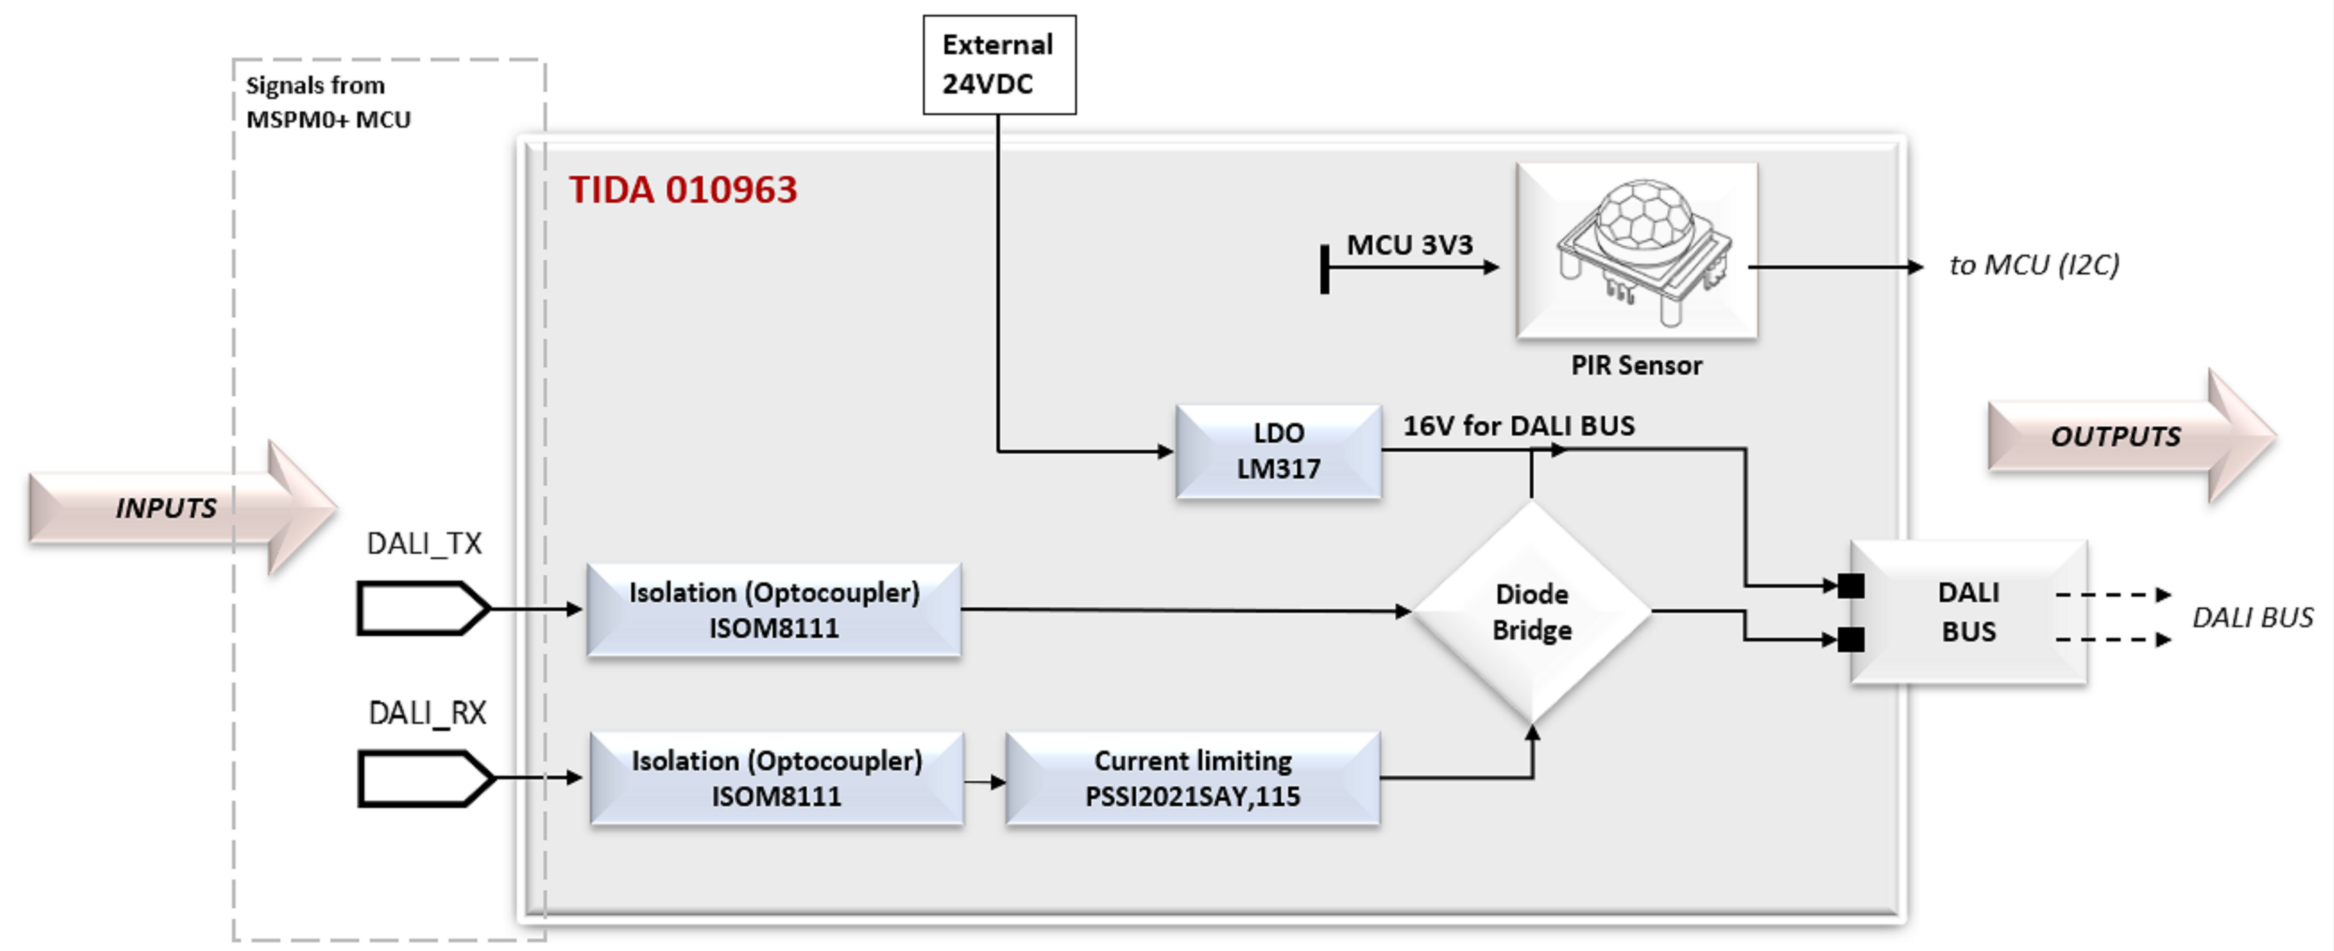 External
24VDC
Signals from
MSPM0+ MCU
TIDA 010963
MCU 3V3
to MCU (I2C)
PIR Sensor
LDO
LM317
16V for DALI BUS
OUTPUTS
INPUTS
DALI_TX
Isolation (Optocoupler)
ISOM8111
Diode
Bridge
DALI
BUS
DALI BUS
DALI_RX
Isolation (Optocoupler)
ISOM8111
Current limiting
PSSI2021SAY,115